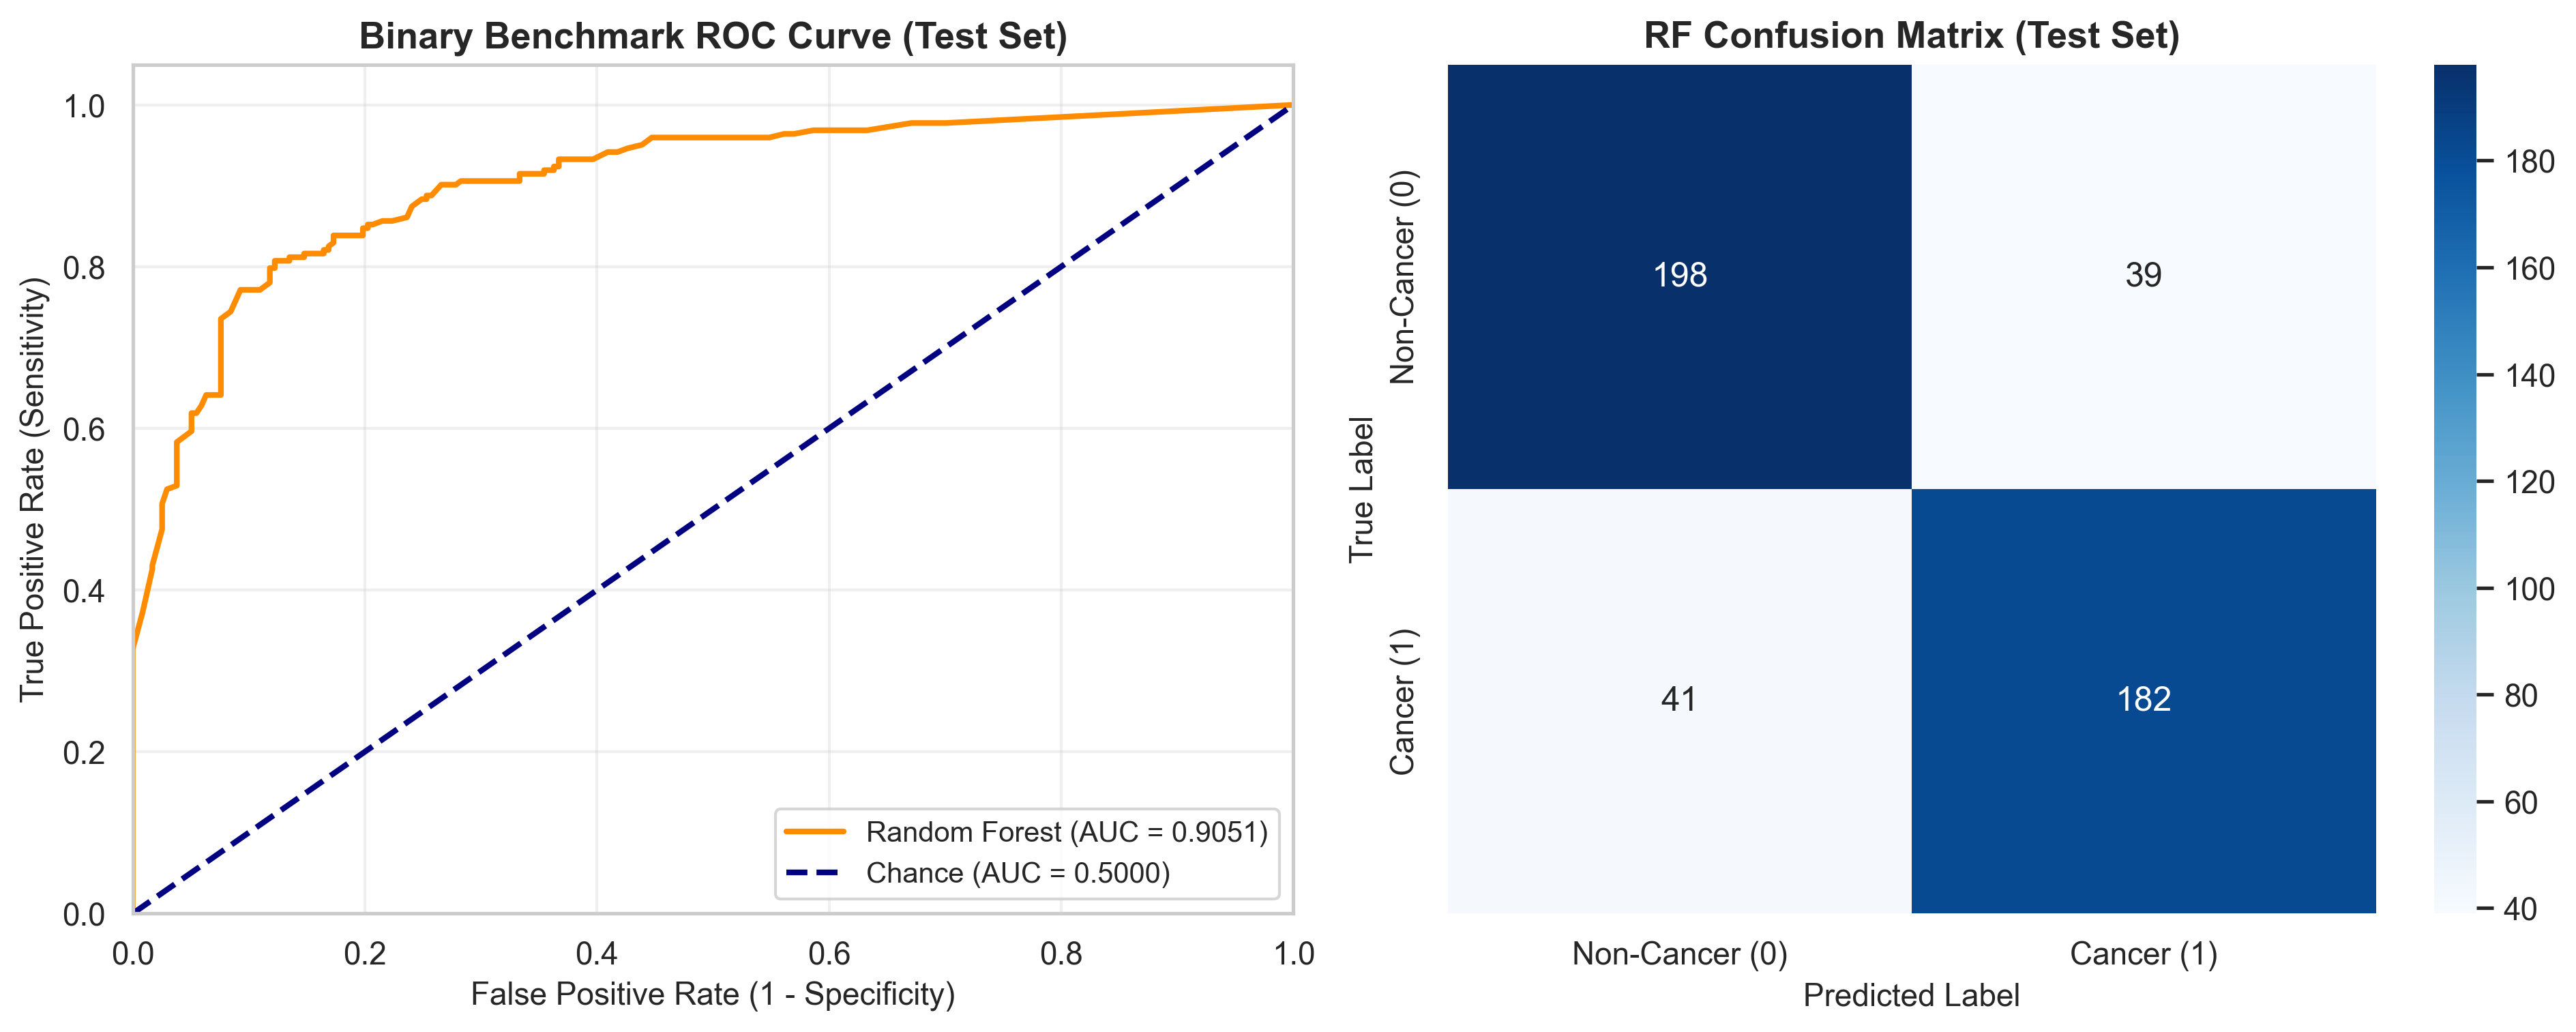 Binary Benchmark ROC Curve (Test Set)
True Positive Rate (Sensitivity)
1.0
0.8
0.6
0.4
0.2
0.0
0.0 0.2 0.4 0.6 0.8 1.0
False Positive Rate (1 - Specificity)
Random Forest (AUC = 0.9051)
Chance (AUC = 0.5000)
RF Confusion Matrix (Test Set)
True Label
Non-Cancer (0)
Cancer (1)
198 39
41 182
Non-Cancer (0) Cancer (1)
Predicted Label
180
160
140
120
100
80
60
40